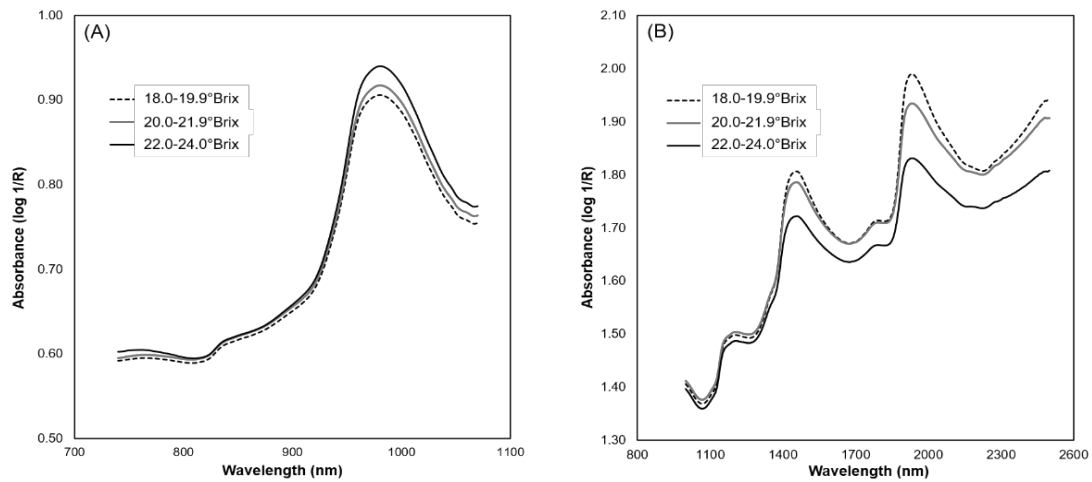 (A)
1.00
0.90
0.80
0.70
0.60
0.50
Absorbance (log 1/R)
18.0-19.9°Brix
20.0-21.9°Brix
22.0-24.0°Brix
700
800
900
1000
1100
Wavelength (nm)
(B)
2.10
2.00
1.90
1.80
1.70
1.60
1.50
1.40
1.30
Absorbance (log 1/R)
18.0-19.9°Brix
20.0-21.9°Brix
22.0-24.0°Brix
800
1100
1400
1700
2000
2300
2600
Wavelength (nm)